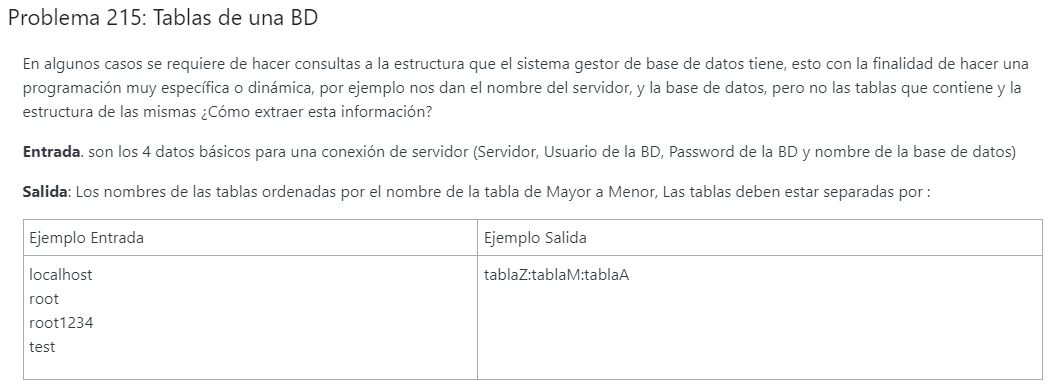 Problema 215: Tablas de una BD
En algunos casos se requiere de hacer consultas a la estructura que el sistema gestor de base de datos tiene, esto con la finalidad de hacer una
programación muy específica o dinámica, por ejemplo nos dan el nombre del servidor, y la base de datos, pero no las tablas que contiene y la
estructura de las mismas ¿Cómo extraer esta información?
Entrada. son los 4 datos básicos para una conexión de servidor (Servidor, Usuario de la BD, Password de la BD y nombre de la base de datos)
Salida: Los nombres de las tablas ordenadas por el nombre de la tabla de Mayor a Menor, Las tablas deben estar separadas por :
Ejemplo Entrada
Ejemplo Salida
localhost
root
root1234
test
tablaZ:tablaM:tablaA